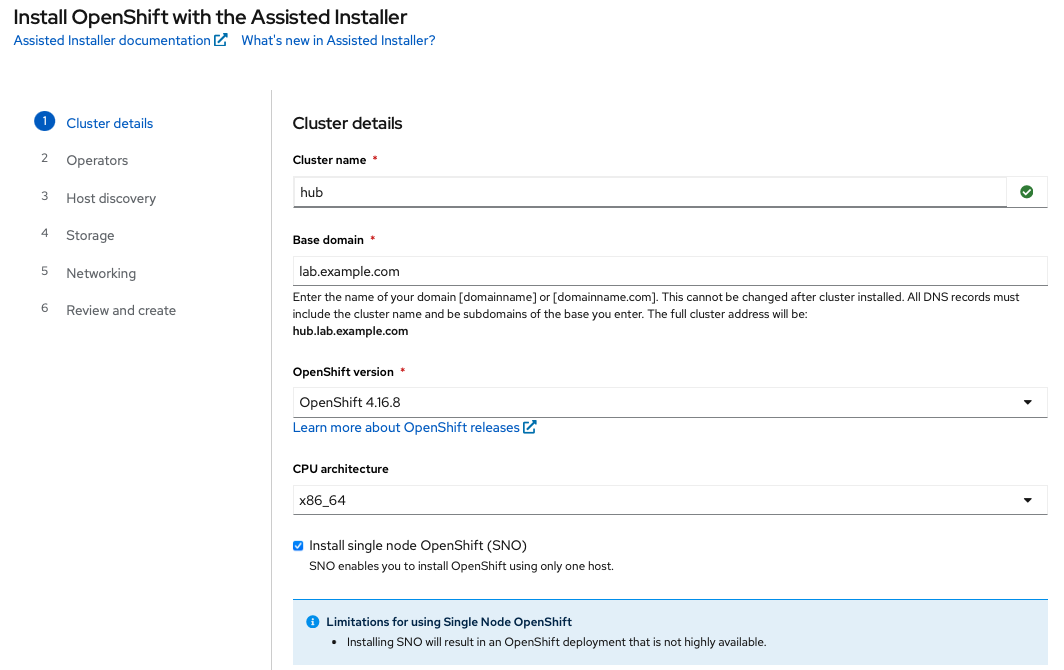 Install OpenShift with the Assisted Installer
Assisted Installer documentation What's new in Assisted Installer?
1 Cluster details
2 Operators
3 Host discovery
4 Storage
5 Networking
6 Review and create
Cluster details
Cluster name *
hub
Base domain *
lab.example.com
Enter the name of your domain [domainname] or [domainname.com]. This cannot be changed after cluster installed. All DNS records must
include the cluster name and be subdomains of the base you enter. The full cluster address will be:
hub.lab.example.com
OpenShift version *
OpenShift 4.16.8
Learn more about OpenShift releases
CPU architecture
x86_64
Install single node OpenShift (SNO)
SNO enables you to install OpenShift using only one host.
Limitations for using Single Node OpenShift
• Installing SNO will result in an OpenShift deployment that is not highly available.